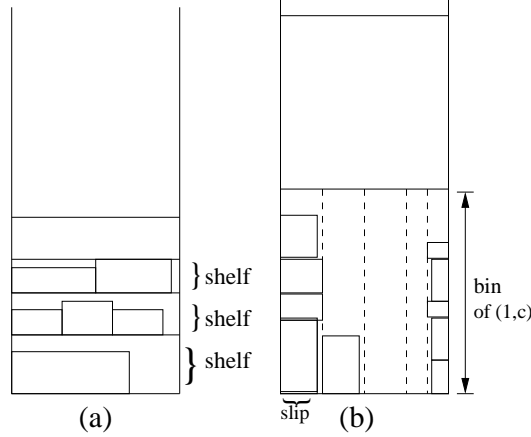 } shelf
} shelf
} shelf
(a)
bin
of (1,c)
slip
(b)